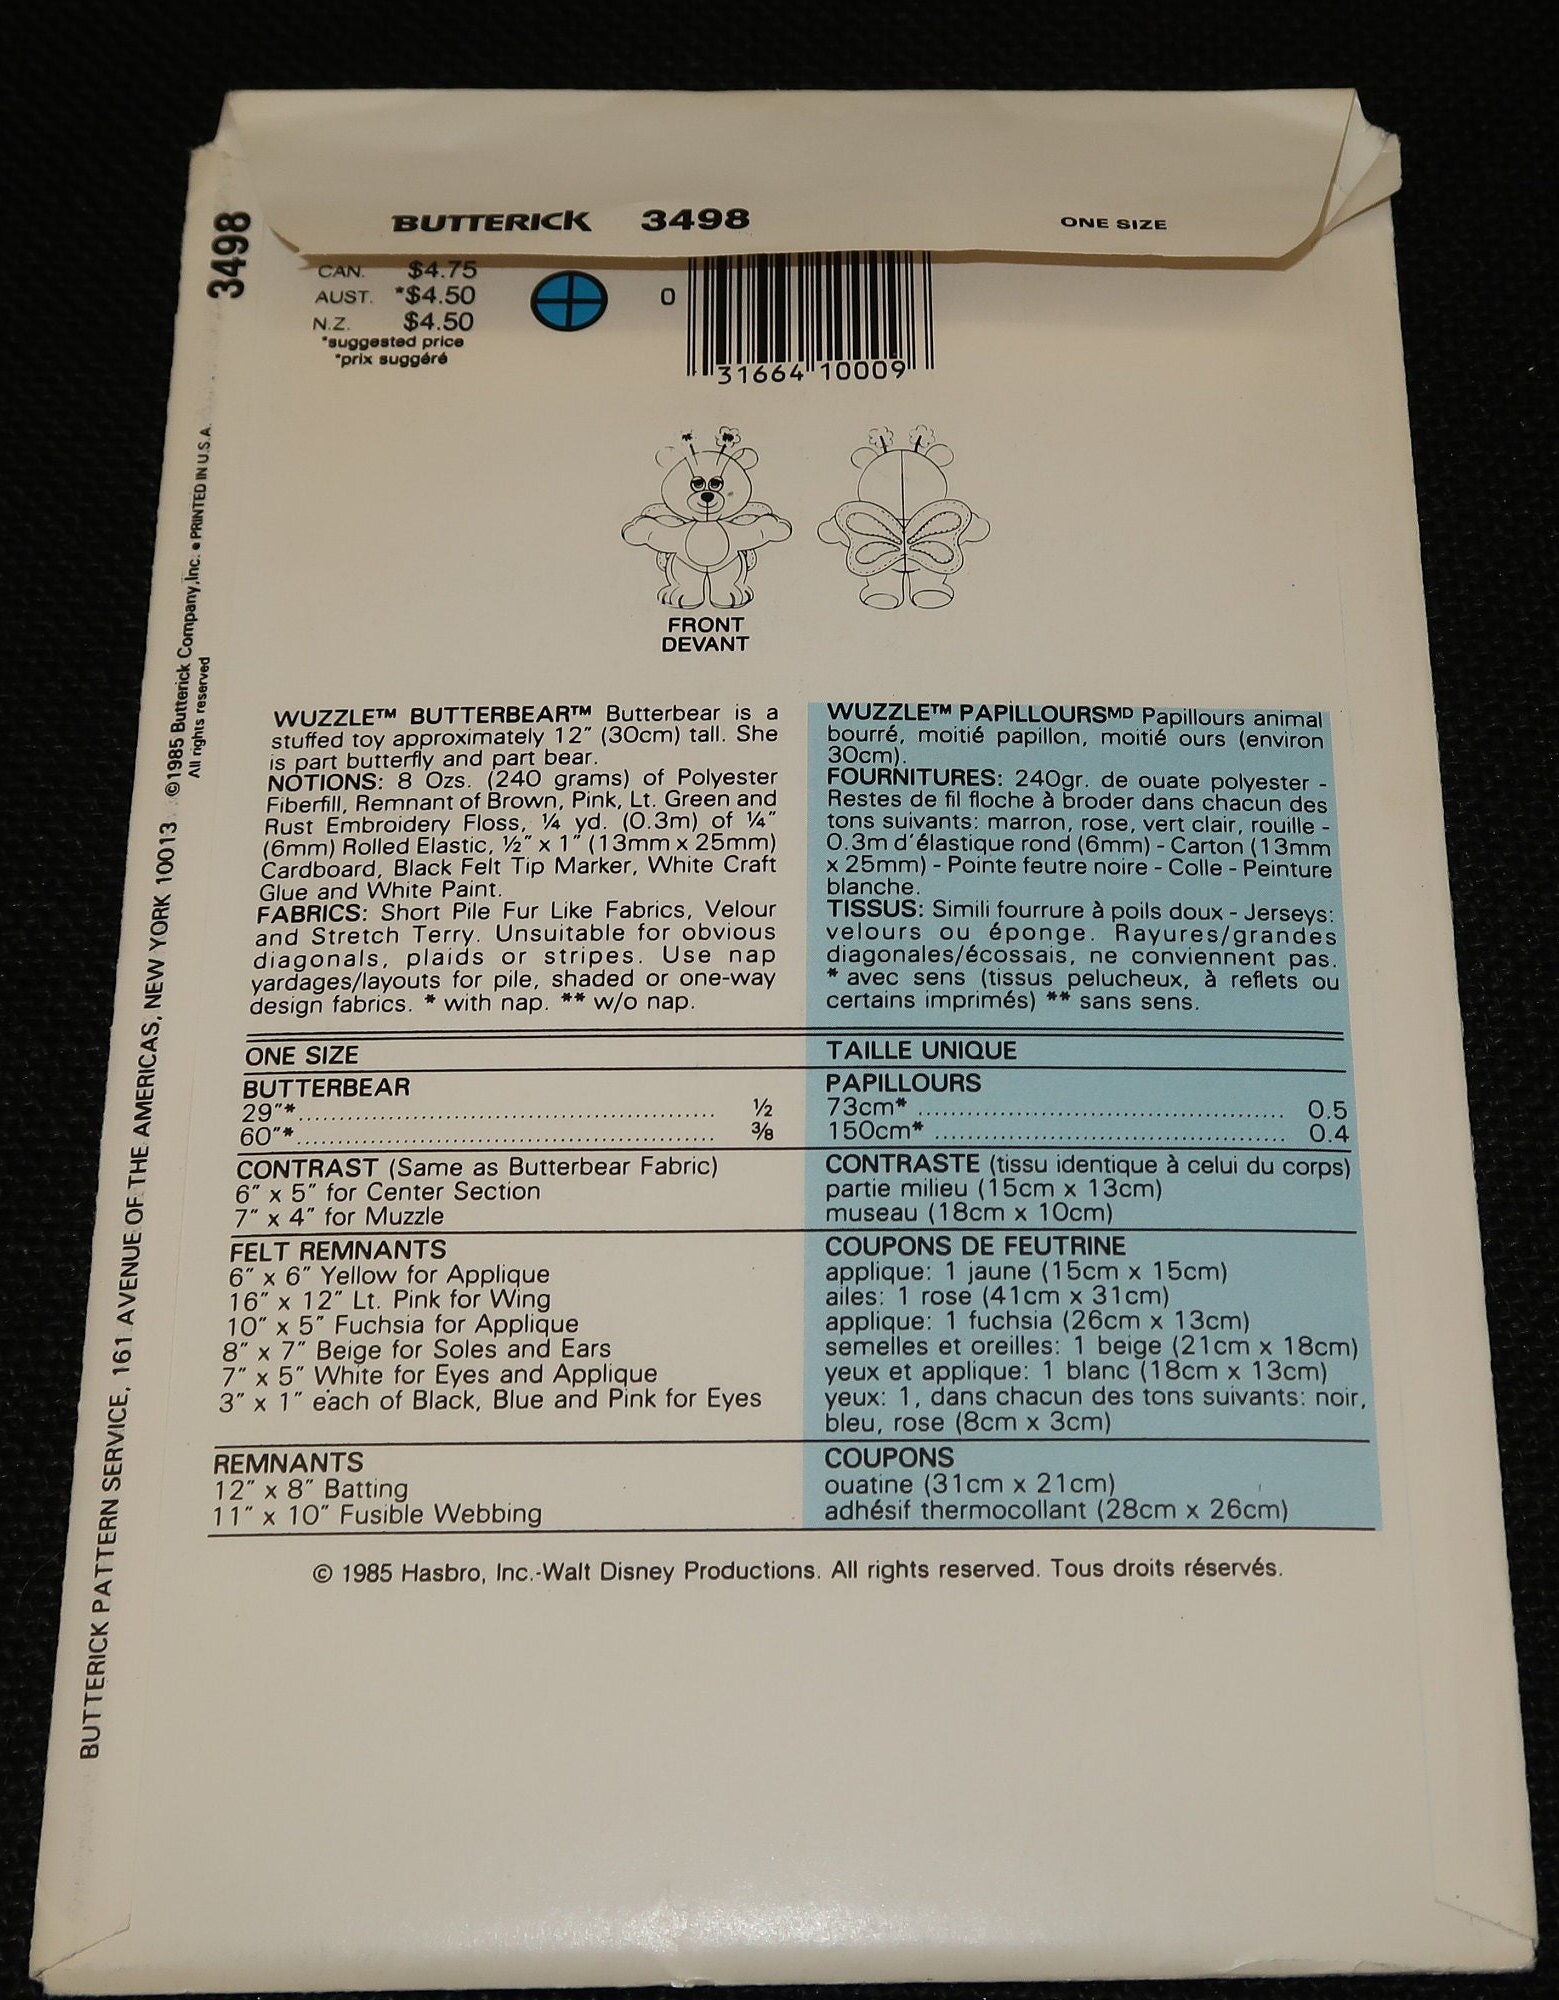 BUTTERICK 3498 ONE SIZE
3498
CAN. $4.75
AUST. *$4.50
N.Z. $4.50
*suggested price
*prix suggéré
0 31664 10009
FRONT
DEVANT
©1985 Butterick Company,Inc. • PRINTED IN U.S.A.
All rights reserved
BUTTERICK PATTERN SERVICE, 161 AVENUE OF THE AMERICAS, NEW YORK 10013
WUZZLE™ BUTTERBEAR™ Butterbear is a
stuffed toy approximately 12" (30cm) tall. She
is part butterfly and part bear.
NOTIONS: 8 Ozs. (240 grams) of Polyester
Fiberfill, Remnant of Brown, Pink, Lt. Green and
Rust Embroidery Floss, ¼ yd. (0.3m) of ¼"
(6mm) Rolled Elastic, ½" x 1" (13mm x 25mm)
Cardboard, Black Felt Tip Marker, White Craft
Glue and White Paint.
FABRICS: Short Pile Fur Like Fabrics, Velour
and Stretch Terry. Unsuitable for obvious
diagonals, plaids or stripes. Use nap
yardages/layouts for pile, shaded or one-way
design fabrics. * with nap. ** w/o nap.
ONE SIZE
BUTTERBEAR
29"*.......................................................... ½
60"*.......................................................... ⅜
CONTRAST (Same as Butterbear Fabric)
6" x 5" for Center Section
7" x 4" for Muzzle
FELT REMNANTS
6" x 6" Yellow for Applique
16" x 12" Lt. Pink for Wing
10" x 5" Fuchsia for Applique
8" x 7" Beige for Soles and Ears
7" x 5" White for Eyes and Applique
3" x 1" each of Black, Blue and Pink for Eyes
REMNANTS
12" x 8" Batting
11" x 10" Fusible Webbing
WUZZLE™ PAPILLOURSMD Papillours animal
bourré, moitié papillon, moitié ours (environ
30cm).
FOURNITURES: 240gr. de ouate polyester -
Restes de fil floche à broder dans chacun des
tons suivants: marron, rose, vert clair, rouille -
0.3m d'élastique rond (6mm) - Carton (13mm
x 25mm) - Pointe feutre noire - Colle - Peinture
blanche.
TISSUS: Simili fourrure à poils doux - Jerseys:
velours ou éponge. Rayures/grandes
diagonales/écossais, ne conviennent pas.
* avec sens (tissus pelucheux, à reflets ou
certains imprimés) ** sans sens.
TAILLE UNIQUE
PAPILLOURS
73cm* .................................................. 0.5
150cm* ................................................ 0.4
CONTRASTE (tissu identique à celui du corps)
partie milieu (15cm x 13cm)
museau (18cm x 10cm)
COUPONS DE FEUTRINE
applique: 1 jaune (15cm x 15cm)
ailes: 1 rose (41cm x 31cm)
applique: 1 fuchsia (26cm x 13cm)
semelles et oreilles: 1 beige (21cm x 18cm)
yeux et applique: 1 blanc (18cm x 13cm)
yeux: 1, dans chacun des tons suivants: noir,
bleu, rose (8cm x 3cm)
COUPONS
ouatine (31cm x 21cm)
adhésif thermocollant (28cm x 26cm)
© 1985 Hasbro, Inc.-Walt Disney Productions. All rights reserved. Tous droits réservés.